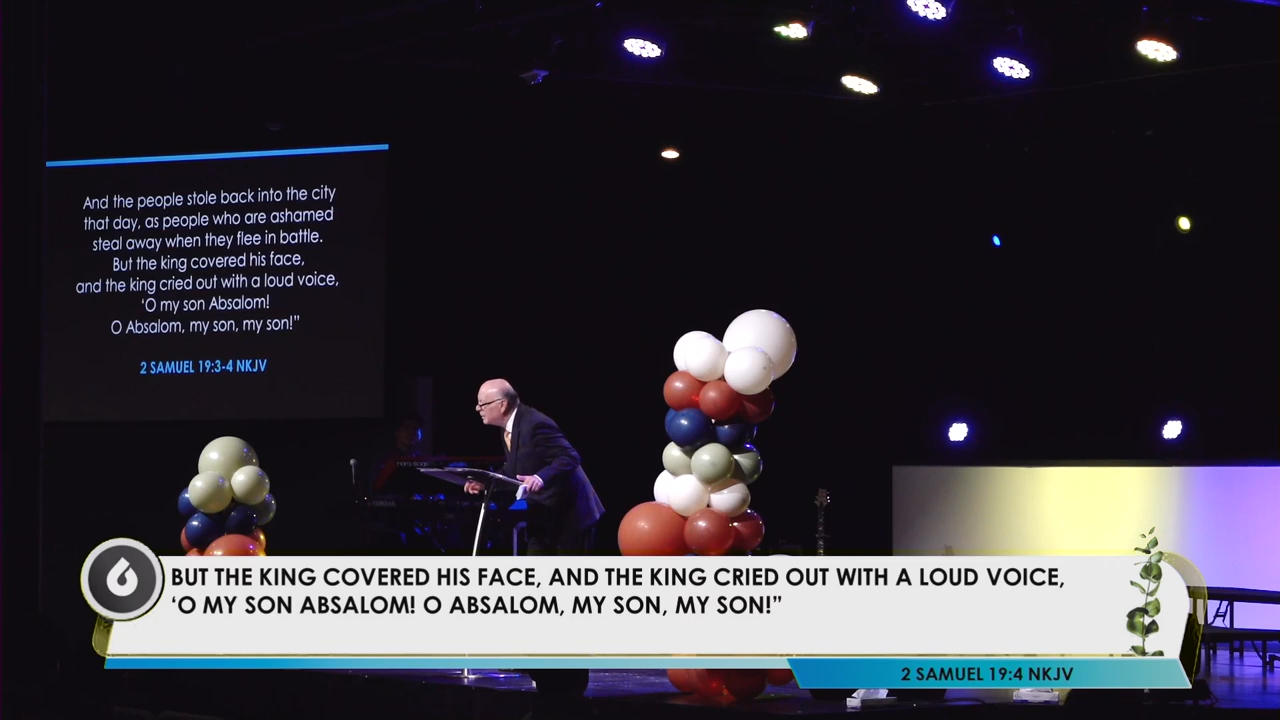 And the people stole back into the city
that day, as people who are ashamed
steal away when they flee in battle.
But the king covered his face,
and the king cried out with a loud voice,
‘O my son Absalom!
O Absalom, my son, my son!”
2 SAMUEL 19:3-4 NKJV
BUT THE KING COVERED HIS FACE, AND THE KING CRIED OUT WITH A LOUD VOICE,
‘O MY SON ABSALOM! O ABSALOM, MY SON, MY SON!”
2 SAMUEL 19:4 NKJV